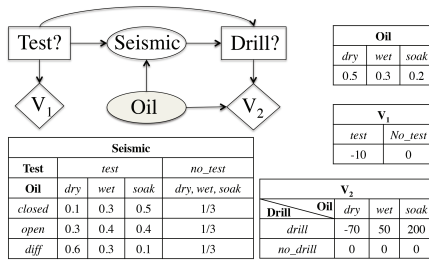 Test? Seismic Drill?
V1 Oil V2
Oil
dry wet soak
0.5 0.3 0.2
V1
test No_test
-10 0
Seismic
Test test no_test
Oil dry wet soak dry, wet, soak
closed 0.1 0.3 0.5 1/3
open 0.3 0.4 0.4 1/3
diff 0.6 0.3 0.1 1/3
V2
Drill Oil dry wet soak
drill -70 50 200
no_drill 0 0 0